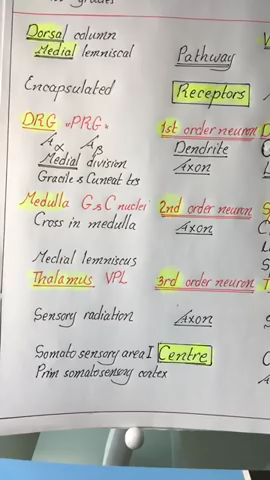 Dorsal column
Medial lemniscal
Pathway
Encapsulated
Receptors
DRG "PRG"
1st order neuron
Aα Aβ
Dendrite
Medial division
Axon
Gracile & Cuneat tes
Medulla G & C nuclei
2nd order neuron
Cross in medulla
Axon
Medial lemniscus
Thalamus VPL
3rd order neuron
Sensory radiation
Axon
Somato sensory area I
Centre
Prim somatosensory cortex